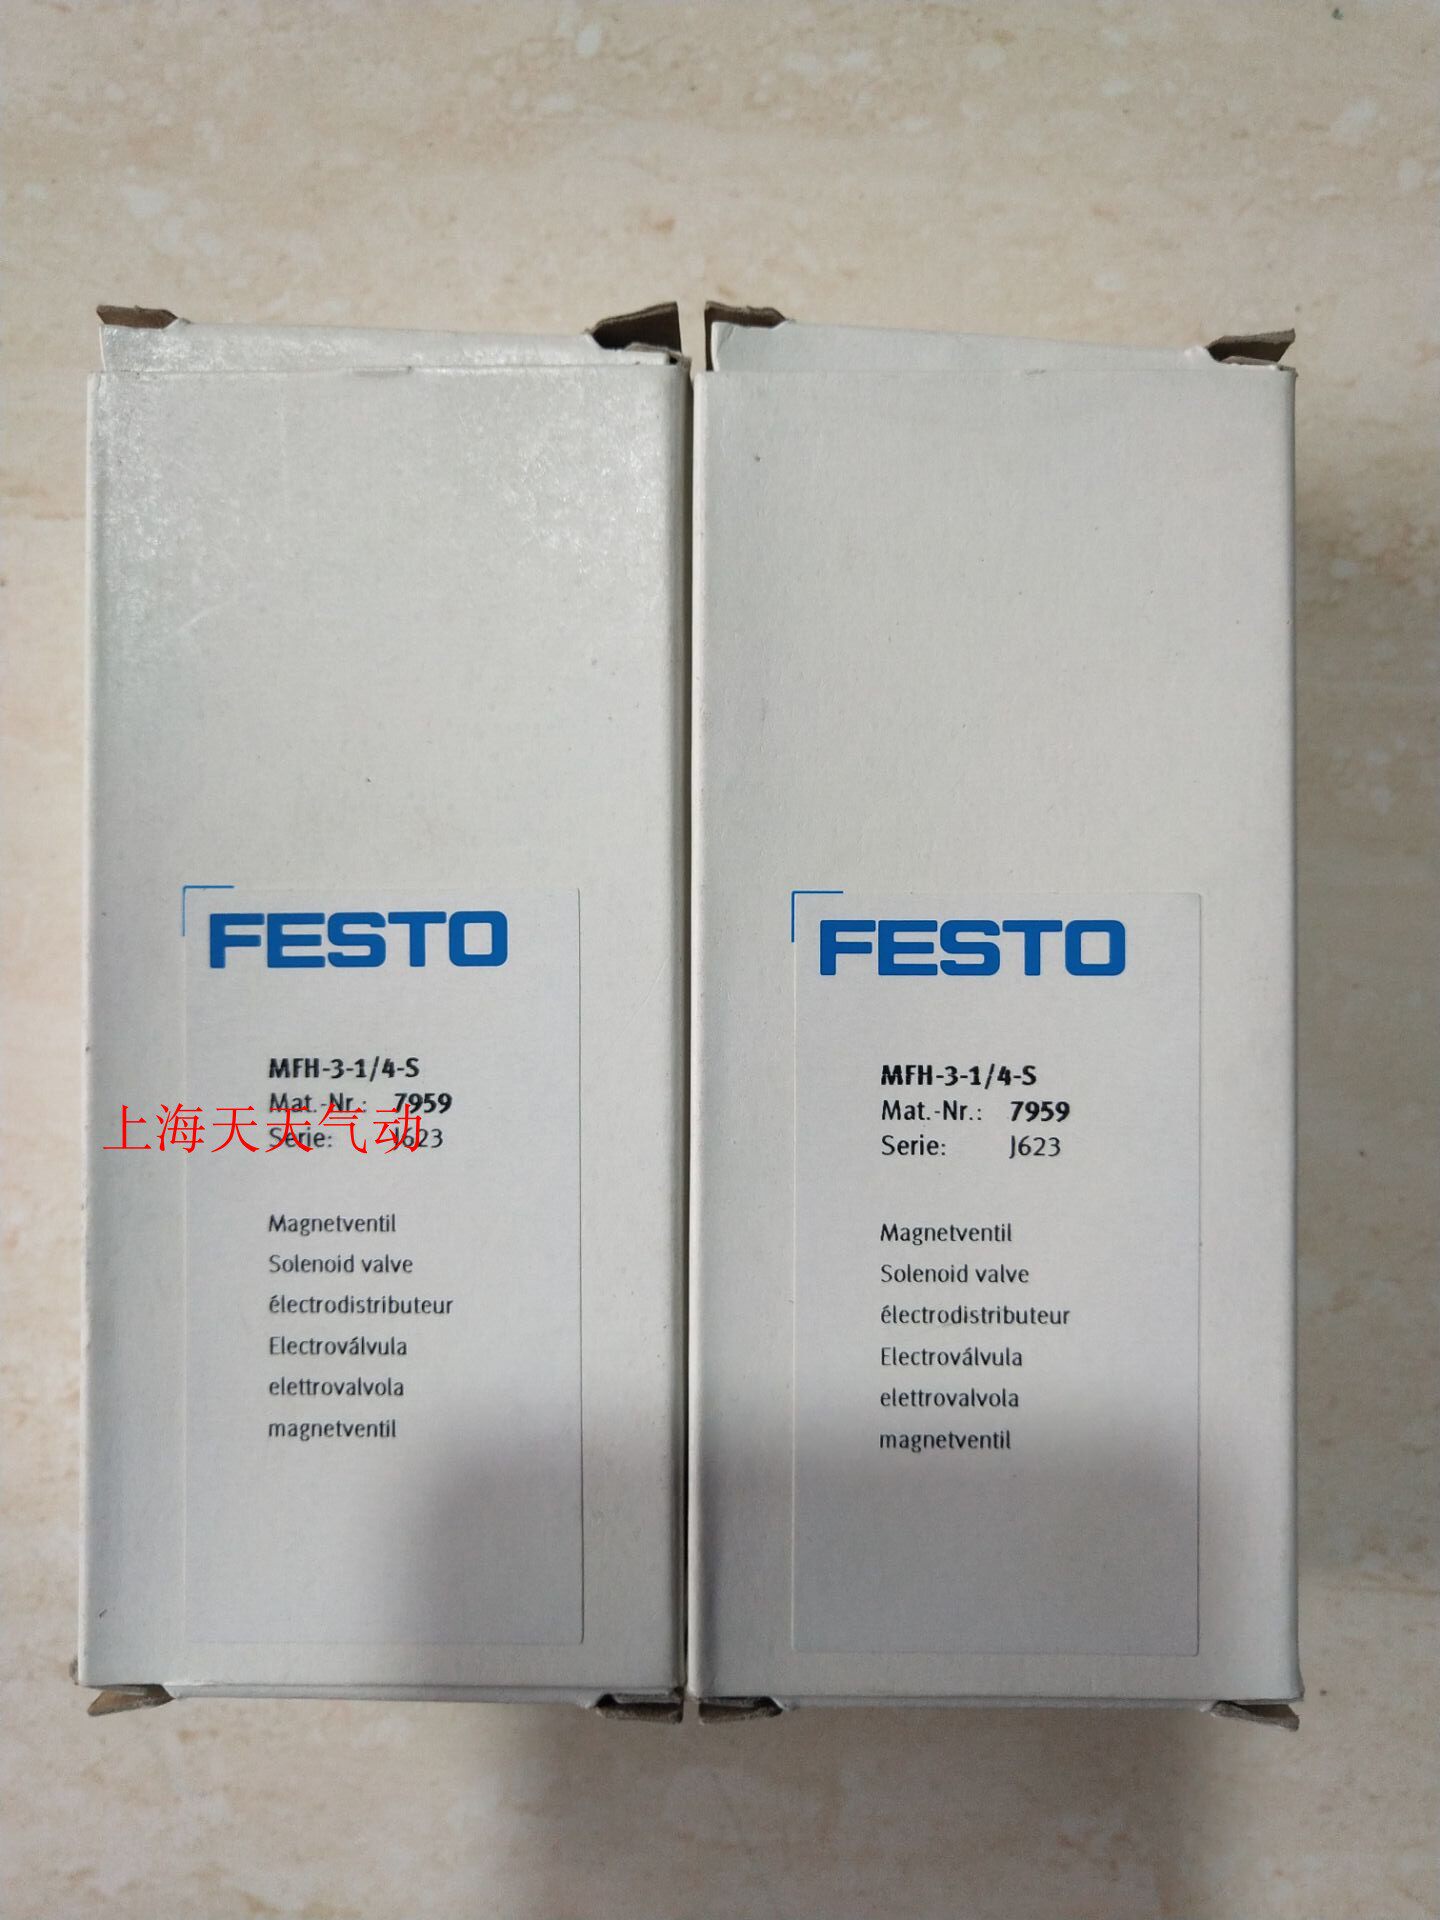 FESTO
MFH-3-1/4-S
Mat.-Nr.: 7959
Serie: J623
上海天天气动
Magnetventil
Solenoid valve
électrodistributeur
Electroválvula
elettrovalvola
magnetventil
FESTO
MFH-3-1/4-S
Mat.-Nr.: 7959
Serie: J623
Magnetventil
Solenoid valve
électrodistributeur
Electroválvula
elettrovalvola
magnetventil